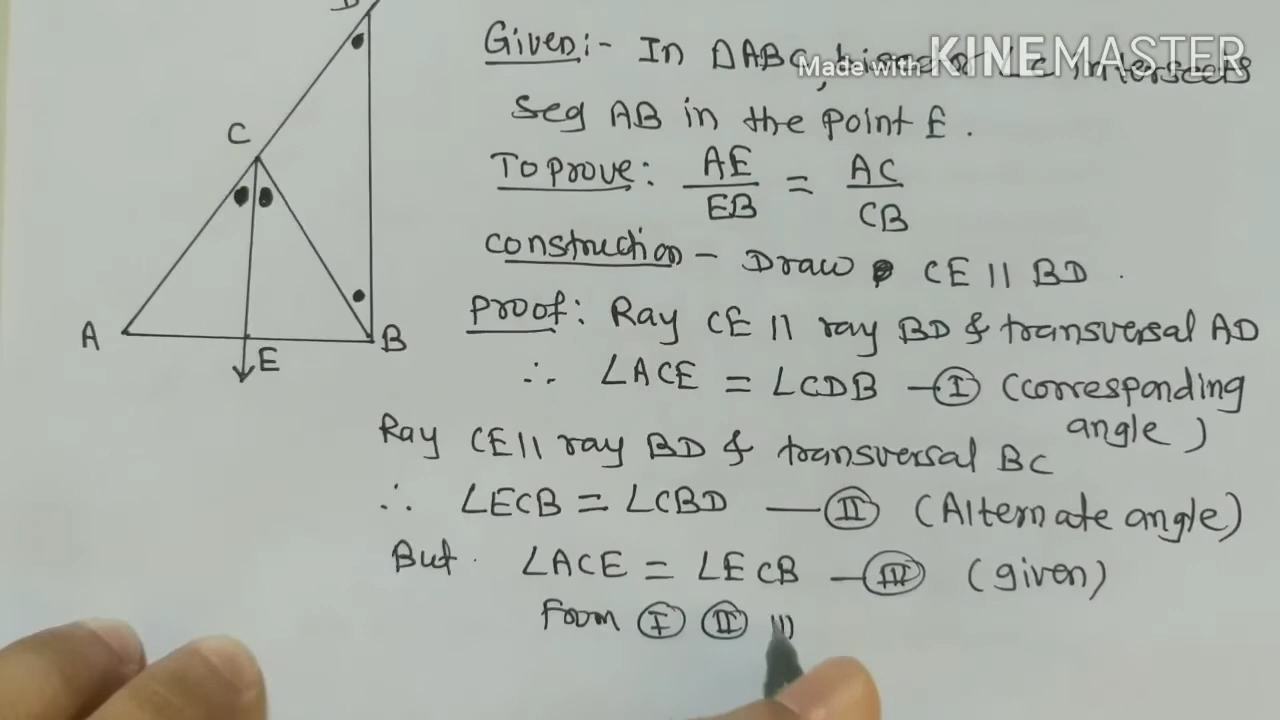 D
C
A
B
E
Given:- In ΔABC, intersects
Made with KINEMASTER
seg AB in the point E.
To prove: AE/EB = AC/CB
construction - Draw CE || BD.
proof: Ray CE || ray BD & transversal AD
∴ ∠ACE = ∠CDB — I (corresponding
angle)
Ray CE || ray BD & transversal BC
∴ ∠ECB = ∠CBD — II (Alternate angle)
But ∠ACE = ∠ECB — III (given)
From I II III